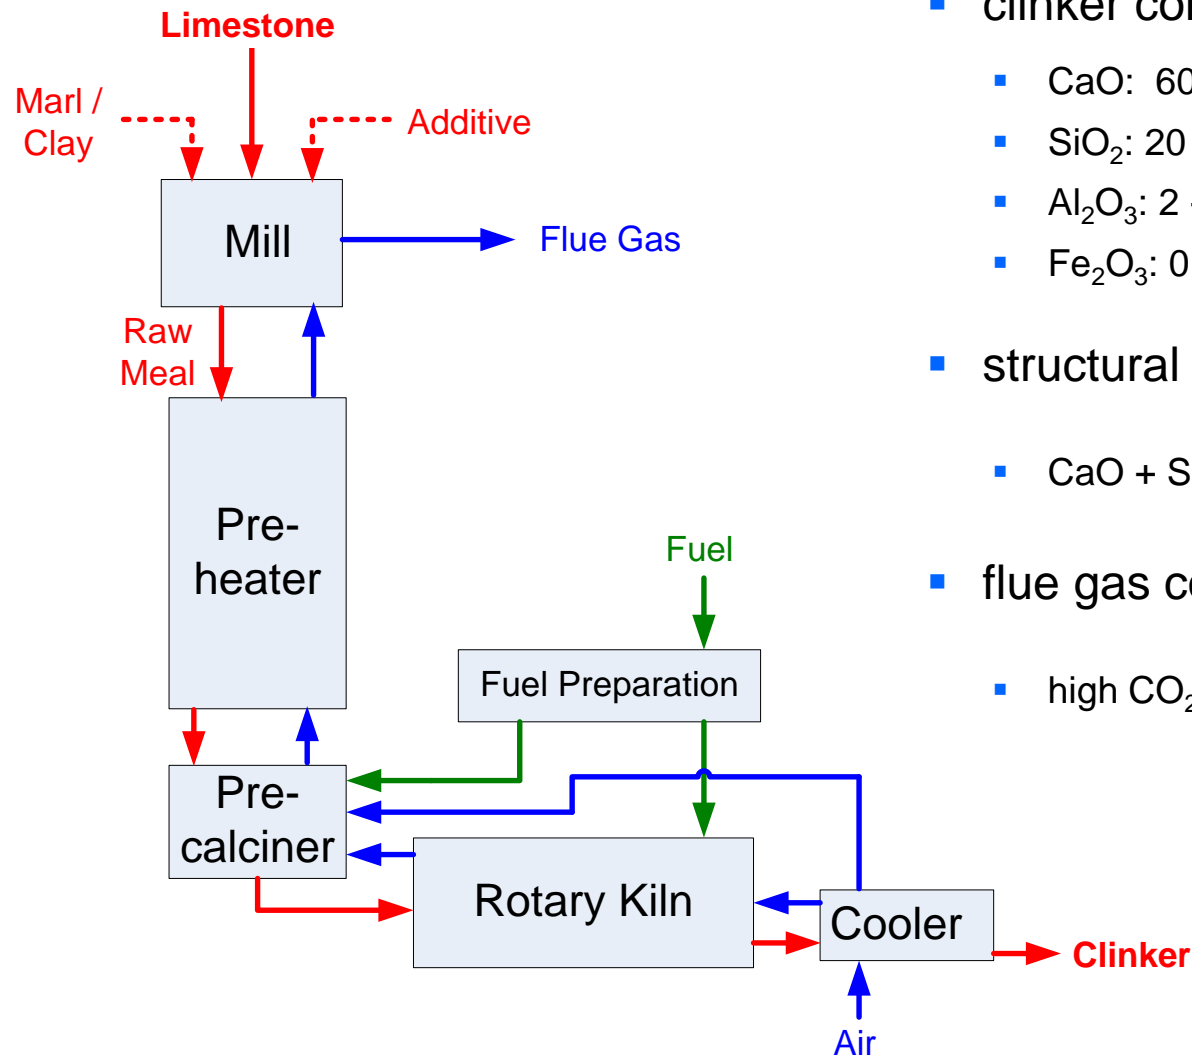 Limestone
Marl /
Clay
Additive
Mill
Flue Gas
Raw
Meal
Pre-
heater
Fuel
Fuel Preparation
Pre-
calciner
Rotary Kiln
Cooler
Clinker
Air
clinker
CaO: 60
SiO₂: 20
Al₂O₃: 2 -
Fe₂O₃: 0
structural
CaO + S
flue gas
high CO₂